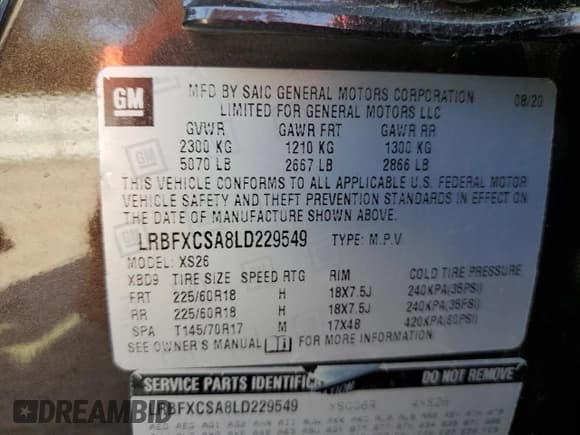 GM
MFD BY SAIC GENERAL MOTORS CORPORATION 08/20
LIMITED FOR GENERAL MOTORS LLC
GVWR GAWR FRT GAWR RR
2300 KG 1210 KG 1300 KG
5070 LB 2667 LB 2866 LB
THIS VEHICLE CONFORMS TO ALL APPLICABLE U.S. FEDERAL MOTOR
VEHICLE SAFETY AND THEFT PREVENTION STANDARDS IN EFFECT ON
THE DATE OF MANUFACTURE SHOWN ABOVE.
LRBFXCSA8LD229549 TYPE: M.P.V
MODEL: XS26
XBD9 TIRE SIZE SPEED RTG RIM COLD TIRE PRESSURE
FRT 225/60R18 H 18X7.5J 240KPA(35PSI)
RR 225/60R18 H 18X7.5J 240KPA(35PSI)
SPA T145/70R17 M 17X4B 420KPA(60PSI)
SEE OWNER'S MANUAL FOR MORE INFORMATION.
SERVICE PARTS IDENTIFICATION
DO NOT REMOVE
LRBFXCSA8LD229549
AutoHelperBot